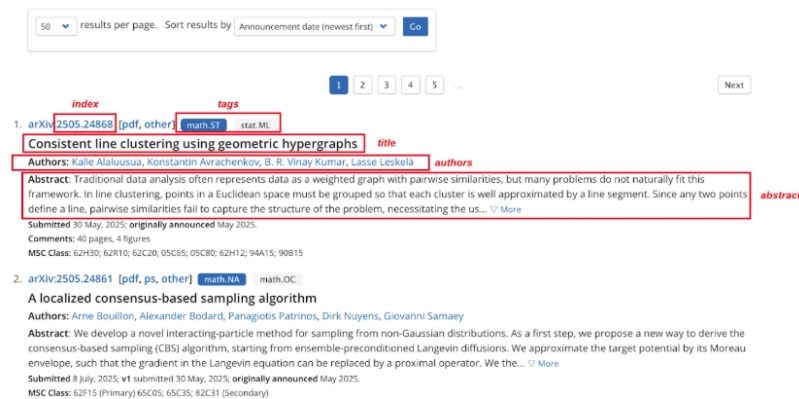 50 results per page. Sort results by Announcement date (newest first) Go
1 2 3 4 5 ... Next
index tags
1. arXiv:2505.24868 [pdf, other] math.ST stat.ML
Consistent line clustering using geometric hypergraphs title
Authors: Kalle Alaluusua, Konstantin Avrachenkov, B. R. Vinay Kumar, Lasse Leskelä authors
Abstract: Traditional data analysis often represents data as a weighted graph with pairwise similarities, but many problems do not naturally fit this
framework. In line clustering, points in a Euclidean space must be grouped so that each cluster is well approximated by a line segment. Since any two points abstract
define a line, pairwise similarities fail to capture the structure of the problem, necessitating the us... ▽ More
Submitted 30 May, 2025; originally announced May 2025.
Comments: 40 pages, 4 figures
MSC Class: 62H30; 62R10; 62C20; 05C65; 05C80; 62H12; 94A15; 90B15
2. arXiv:2505.24861 [pdf, ps, other] math.NA math.OC
A localized consensus-based sampling algorithm
Authors: Arne Bouillon, Alexander Bodard, Panagiotis Patrinos, Dirk Nuyens, Giovanni Samaey
Abstract: We develop a novel interacting-particle method for sampling from non-Gaussian distributions. As a first step, we propose a new way to derive the
consensus-based sampling (CBS) algorithm, starting from ensemble-preconditioned Langevin diffusions. We approximate the target potential by its Moreau
envelope, such that the gradient in the Langevin equation can be replaced by a proximal operator. We the... ▽ More
Submitted 8 July, 2025; v1 submitted 30 May, 2025; originally announced May 2025.
MSC Class: 62F15 (Primary) 65C05; 65C35; 82C31 (Secondary)